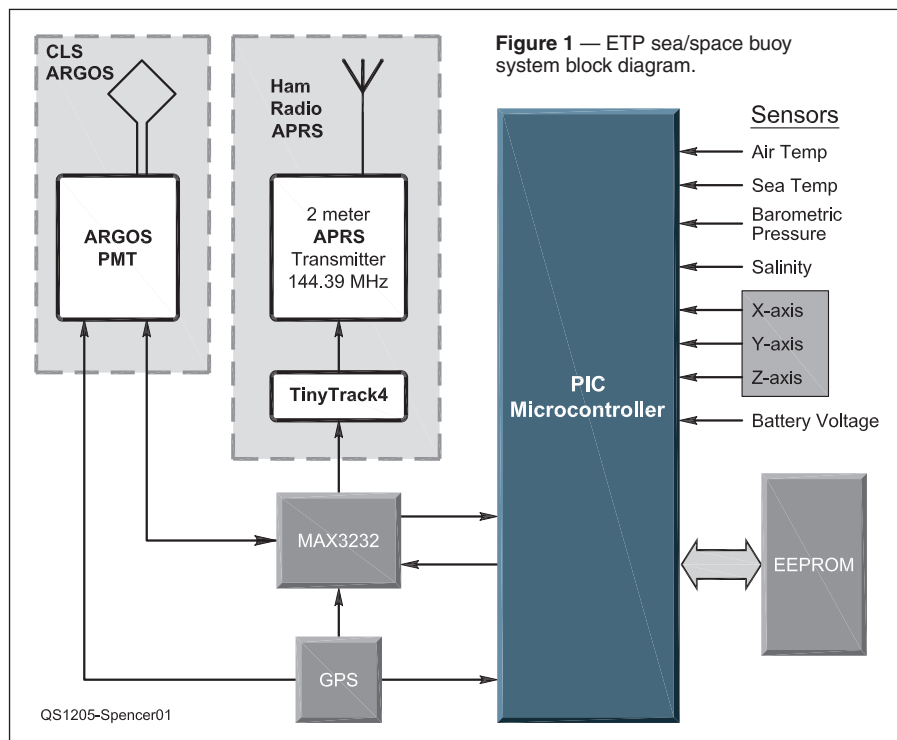 CLS
ARGOS
ARGOS
PMT
Ham
Radio
APRS
2 meter
APRS
Transmitter
144.39 MHz
TinyTrack4
MAX3232
GPS
QS1205-Spencer01
Figure 1 — ETP sea/space buoy
system block diagram.
PIC
Microcontroller
Sensors
Air Temp
Sea Temp
Barometric
Pressure
Salinity
X-axis
Y-axis
Z-axis
Battery Voltage
EEPROM